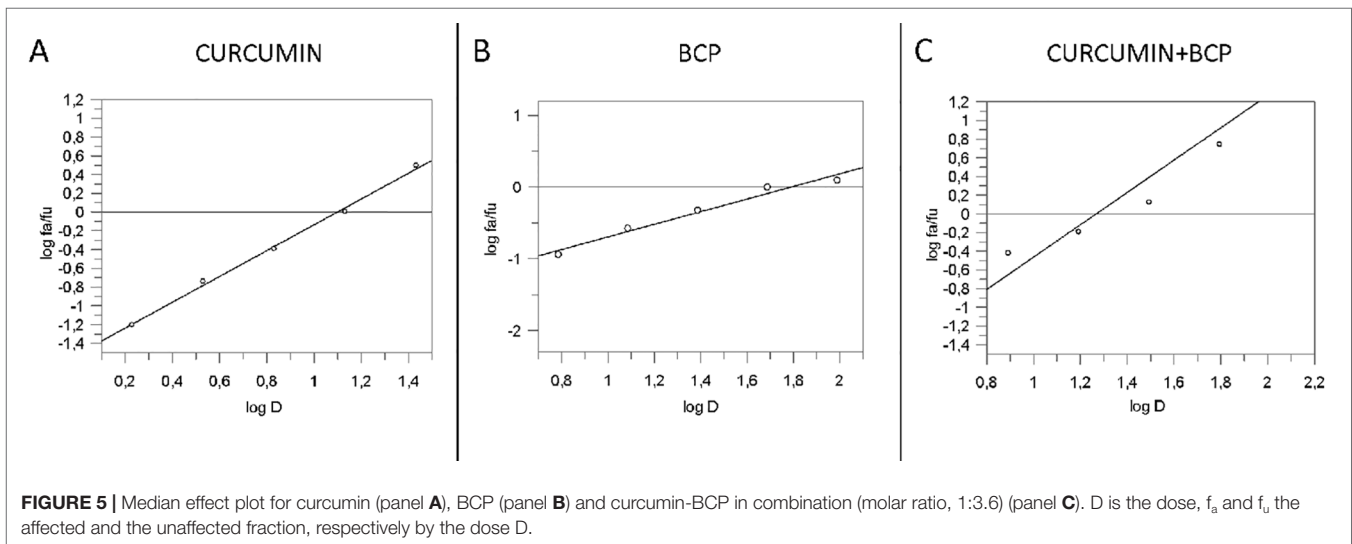 A
CURCUMIN
1,2
1
0,8
0,6
0,4
0,2
0
-0,2
-0,4
-0,6
-0,8
-1
-1,2
-1,4
log fa/fu
0,2 0,4 0,6 0,8 1 1,2 1,4
log D
B
BCP
1
0
-1
-2
log fa/fu
0,8 1 1,2 1,4 1,6 1,8 2
log D
C
CURCUMIN+BCP
1,2
1
0,8
0,6
0,4
0,2
0
-0,2
-0,4
-0,6
-0,8
-1
-1,2
-1,4
log fa/fu
0,8 1 1,2 1,4 1,6 1,8 2 2,2
log D
FIGURE 5 | Median effect plot for curcumin (panel A), BCP (panel B) and curcumin-BCP in combination (molar ratio, 1:3.6) (panel C). D is the dose, fa and fu the
affected and the unaffected fraction, respectively by the dose D.